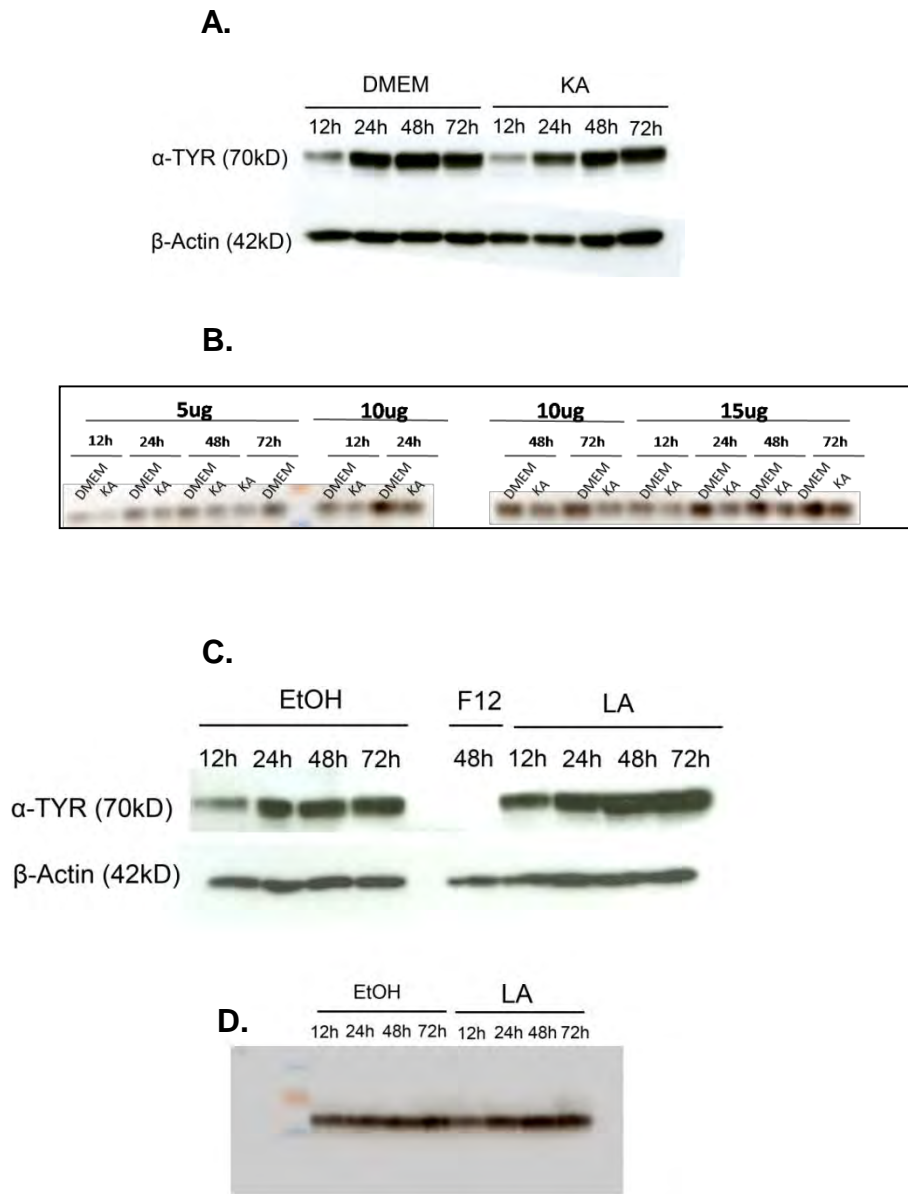 A.
DMEM KA
12h 24h 48h 72h 12h 24h 48h 72h
α-TYR (70kD)
β-Actin (42kD)
B.
5ug 10ug 10ug 15ug
12h 24h 48h 72h 12h 24h 48h 72h 12h 24h 48h 72h
DMEM KA DMEM KA DMEM KA KA DMEM DMEM KA DMEM KA DMEM KA DMEM KA DMEM KA DMEM KA DMEM KA DMEM KA
C.
EtOH F12 LA
12h 24h 48h 72h 48h 12h 24h 48h 72h
α-TYR (70kD)
β-Actin (42kD)
EtOH LA
D.
12h 24h 48h 72h 12h 24h 48h 72h